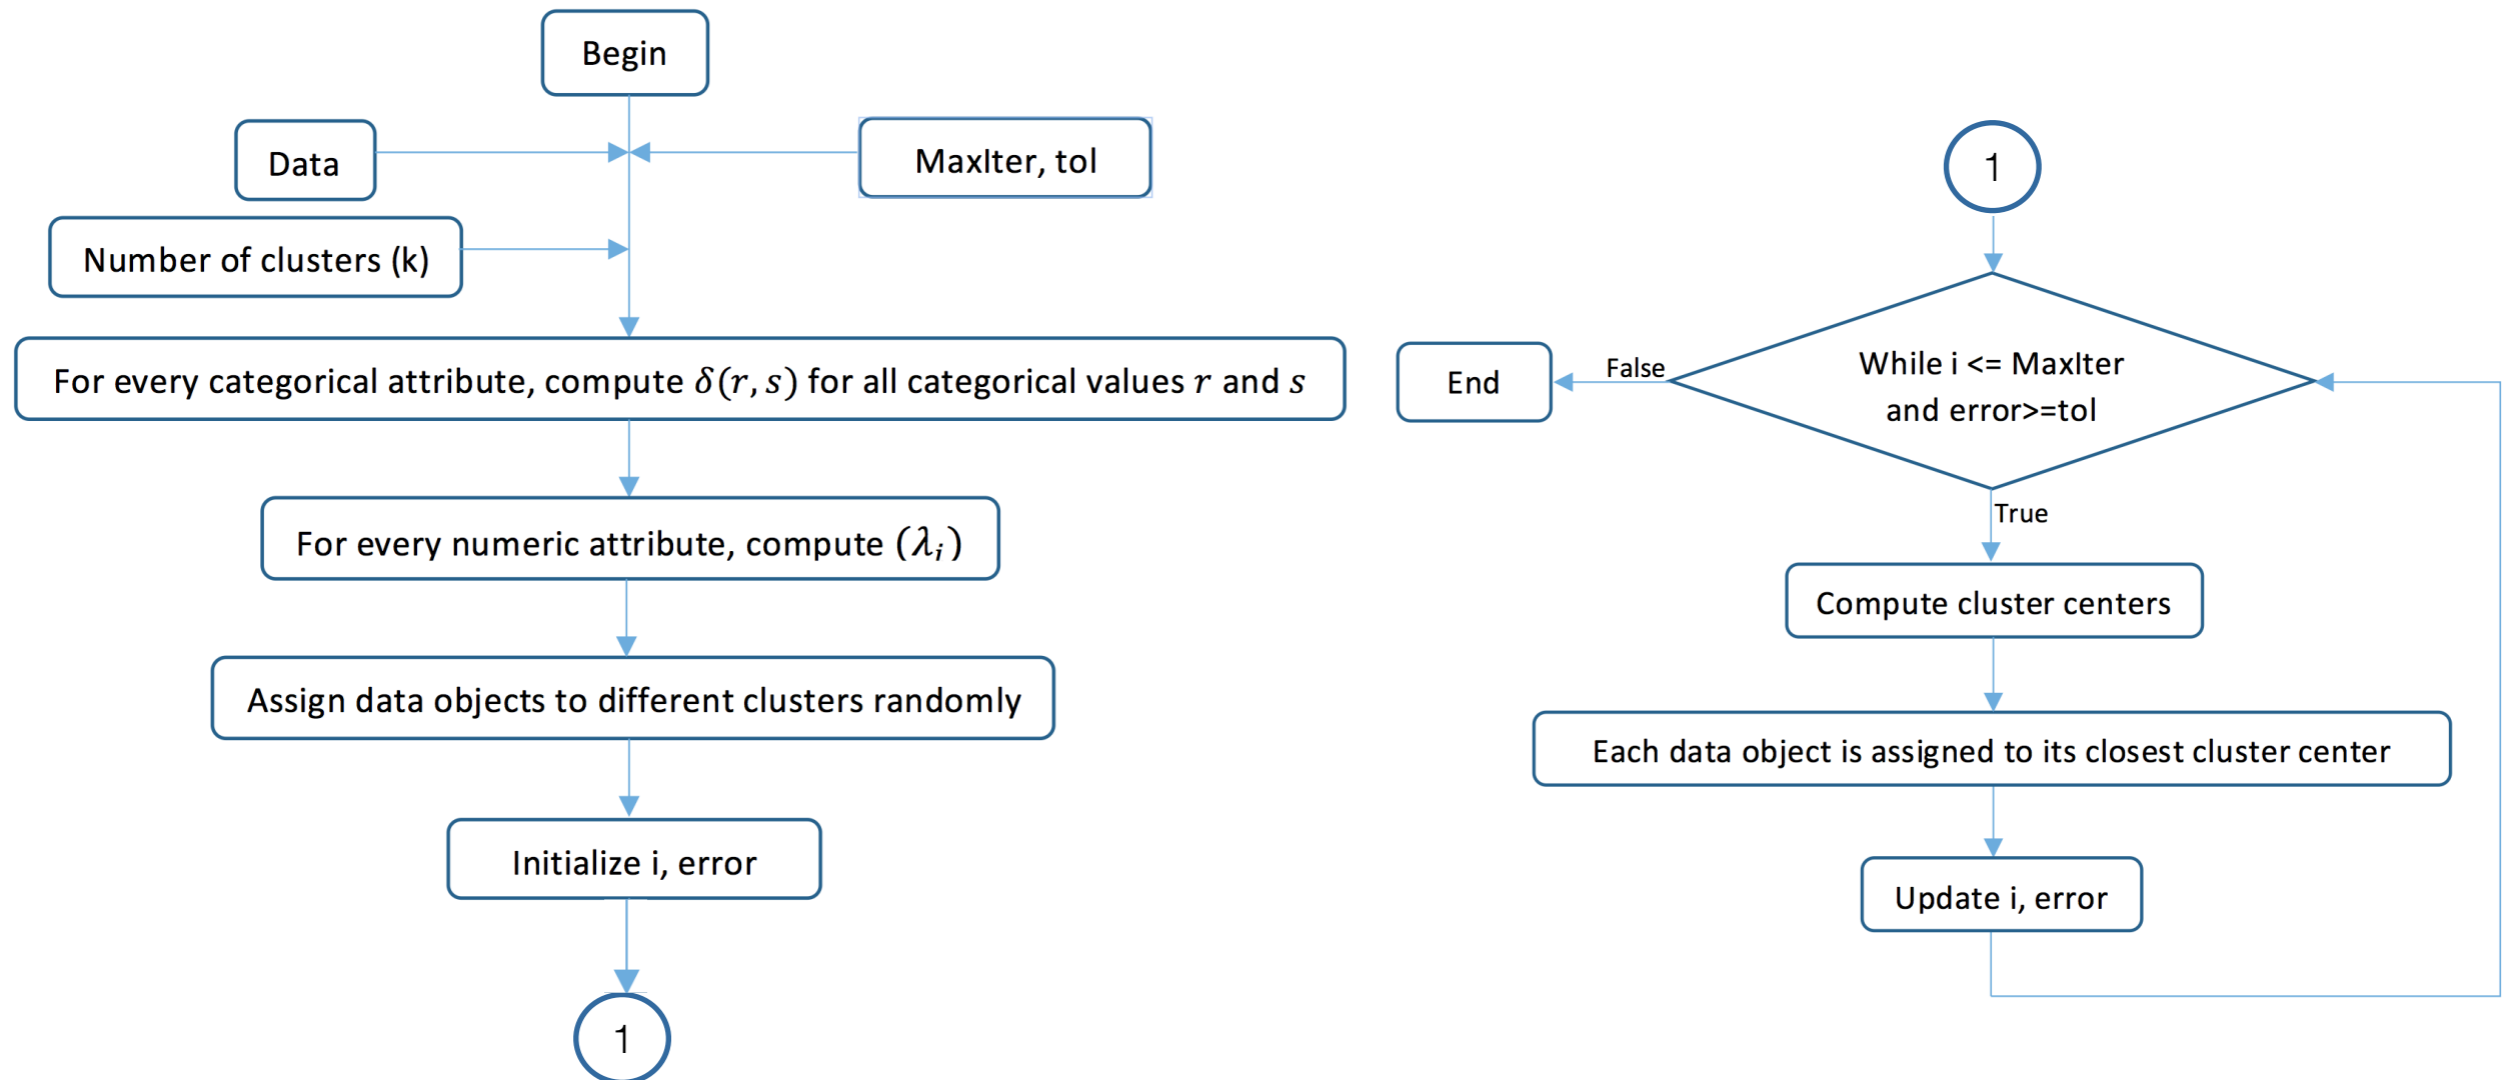 Begin
Data
MaxIter, tol
Number of clusters (k)
For every categorical attribute, compute δ(r, s) for all categorical values r and s
For every numeric attribute, compute (λᵢ)
Assign data objects to different clusters randomly
Initialize i, error
1
1
While i <= MaxIter
and error>=tol
False
End
True
Compute cluster centers
Each data object is assigned to its closest cluster center
Update i, error